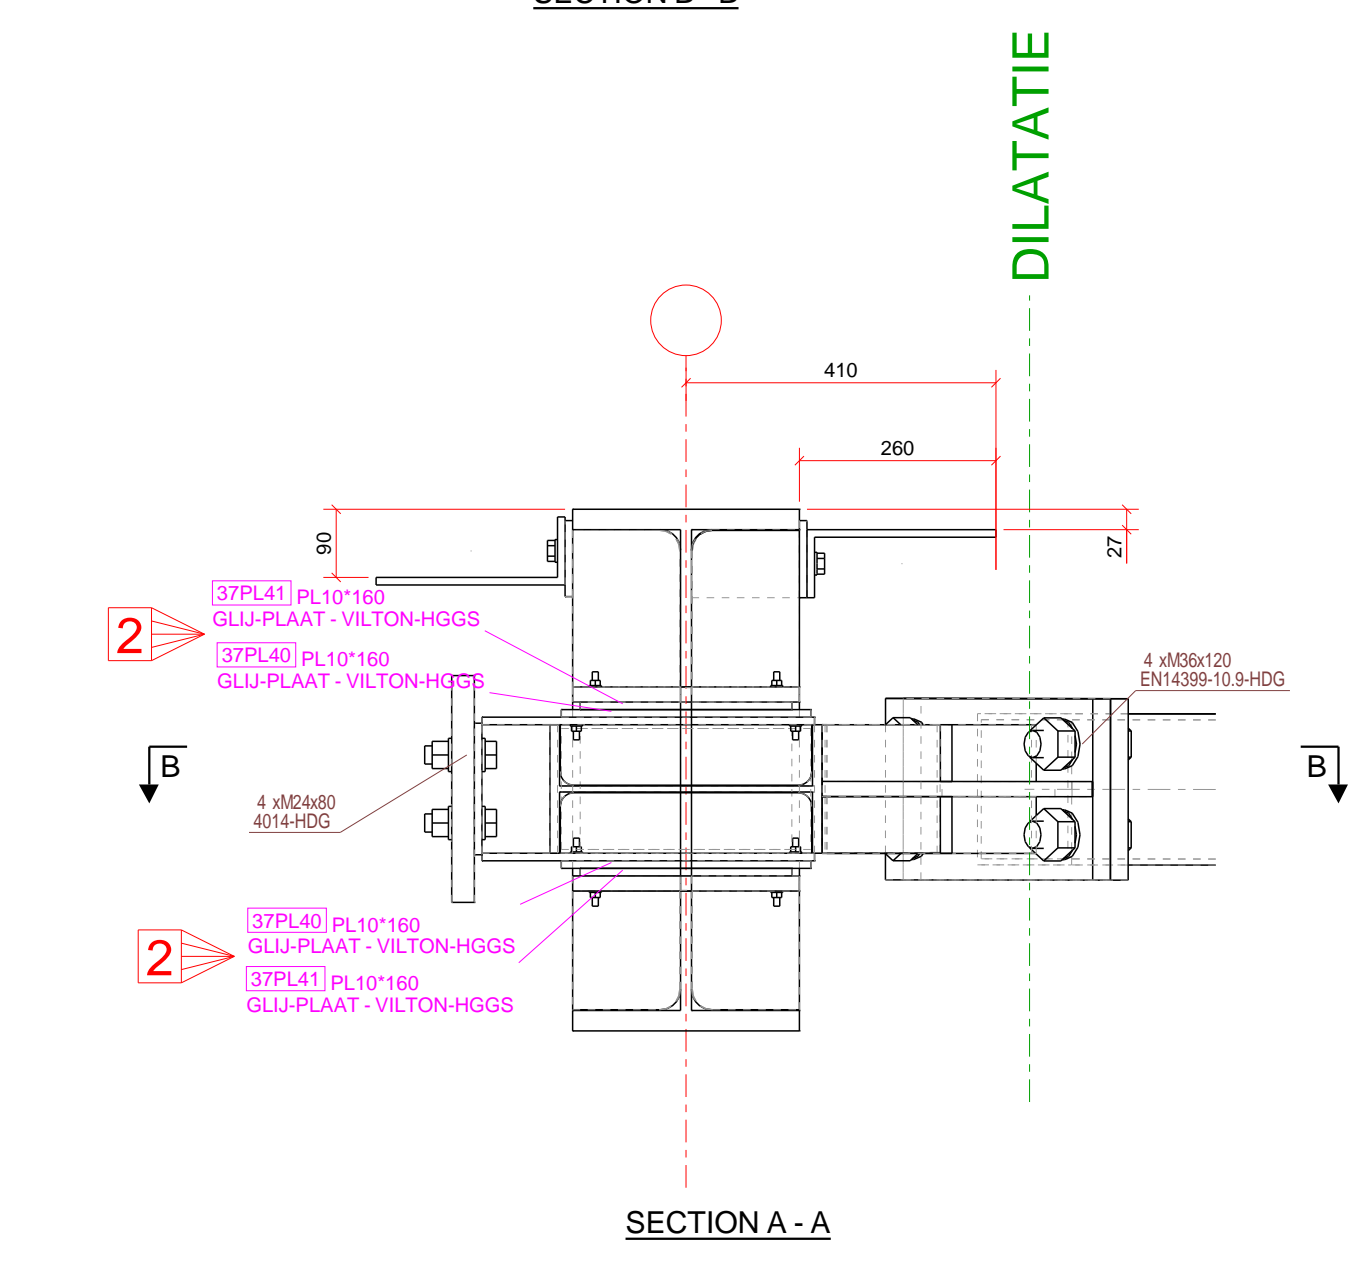 SECTION B - B
DILATATIE
410
260
90
27
37PL41 PL10*160
GLIJ-PLAAT - VILTON-HGGS
2
37PL40 PL10*160
GLIJ-PLAAT - VILTON-HGGS
4 xM36x120
EN14399-10.9-HDG
B
B
4 xM24x80
4014-HDG
37PL40 PL10*160
GLIJ-PLAAT - VILTON-HGGS
2
37PL41 PL10*160
GLIJ-PLAAT - VILTON-HGGS
SECTION A - A